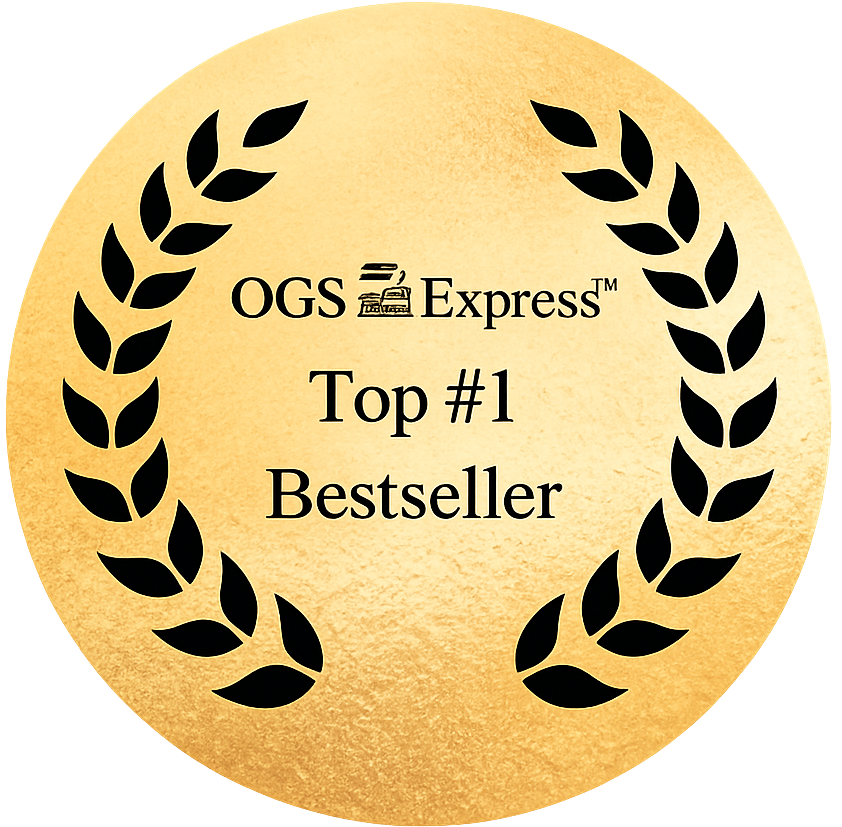 OGS Express™
Top #1
Bestseller